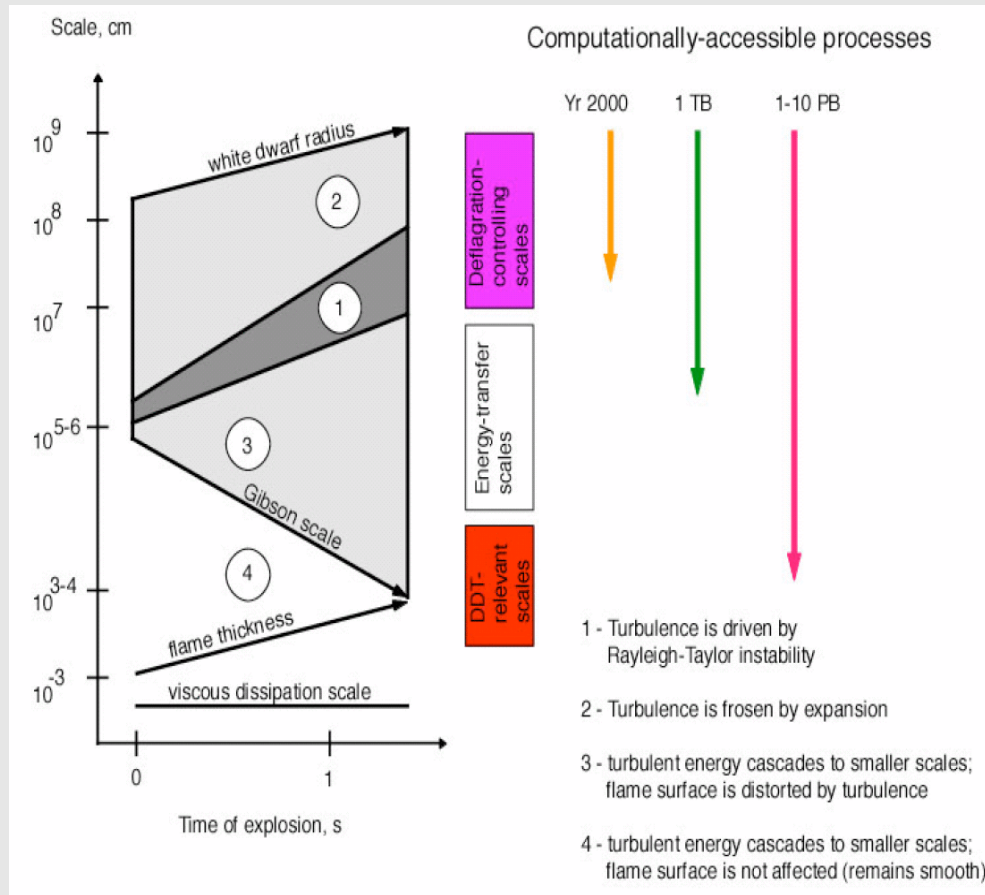 Scale, cm
Computationally-accessible processes
Yr 2000
1 TB
1-10 PB
10^9
10^8
10^7
10^5-6
10^3-4
10^-3
white dwarf radius
2
1
3
Gibson scale
4
flame thickness
viscous dissipation scale
0
1
Time of explosion, s
Deflagration-
controlling
scales
Energy-transfer
scales
DDT-
relevant
scales
1 - Turbulence is driven by
Rayleigh-Taylor instability
2 - Turbulence is frozen by expansion
3 - turbulent energy cascades to smaller scales;
flame surface is distorted by turbulence
4 - turbulent energy cascades to smaller scales;
flame surface is not affected (remains smooth)